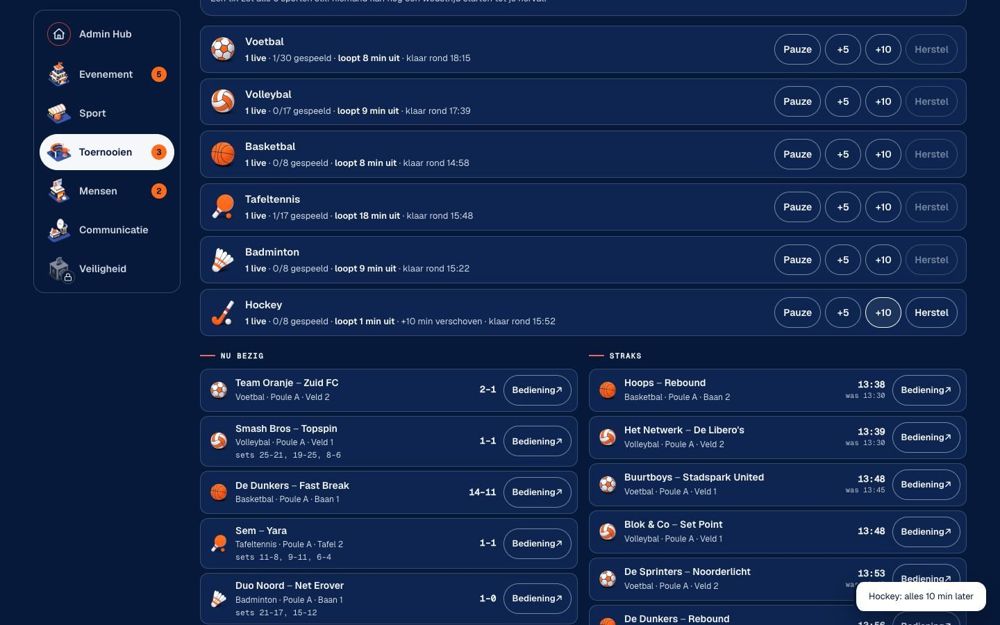 Admin Hub
Evenement 5
Sport
Toernooien 3
Mensen 2
Communicatie
Veiligheid
Voetbal
1 live · 1/30 gespeeld · loopt 8 min uit · klaar rond 18:15
Pauze +5 +10 Herstel
Volleybal
1 live · 0/17 gespeeld · loopt 9 min uit · klaar rond 17:39
Pauze +5 +10 Herstel
Basketbal
1 live · 0/8 gespeeld · loopt 8 min uit · klaar rond 14:58
Pauze +5 +10 Herstel
Tafeltennis
1 live · 1/17 gespeeld · loopt 18 min uit · klaar rond 15:48
Pauze +5 +10 Herstel
Badminton
1 live · 0/8 gespeeld · loopt 9 min uit · klaar rond 15:22
Pauze +5 +10 Herstel
Hockey
1 live · 0/8 gespeeld · loopt 1 min uit · +10 min verschoven · klaar rond 15:52
Pauze +5 +10 Herstel
NU BEZIG
Team Oranje – Zuid FC
Voetbal · Poule A · Veld 2
2–1 Bediening↗
Smash Bros – Topspin
Volleybal · Poule A · Veld 1
sets 25-21, 19-25, 8-6
1–1 Bediening↗
De Dunkers – Fast Break
Basketbal · Poule A · Baan 1
14–11 Bediening↗
Sem – Yara
Tafeltennis · Poule A · Tafel 2
sets 11-8, 9-11, 6-4
1–1 Bediening↗
Duo Noord – Net Erover
Badminton · Poule A · Baan 1
sets 21-17, 15-12
1–0 Bediening↗
STRAKS
Hoops – Rebound
Basketbal · Poule A · Baan 2
13:38
was 13:30
Bediening↗
Het Netwerk – De Libero's
Volleybal · Poule A · Veld 2
13:39
was 13:30
Bediening↗
Buurtboys – Stadspark United
Voetbal · Poule A · Veld 1
13:48
was 13:45
Bediening↗
Blok & Co – Set Point
Volleybal · Poule A · Veld 1
13:48
Bediening↗
De Sprinters – Noorderlicht
Voetbal · Poule A · Veld 2
13:53
Bediening↗
De Dunkers – Rebound
Hockey: alles 10 min later